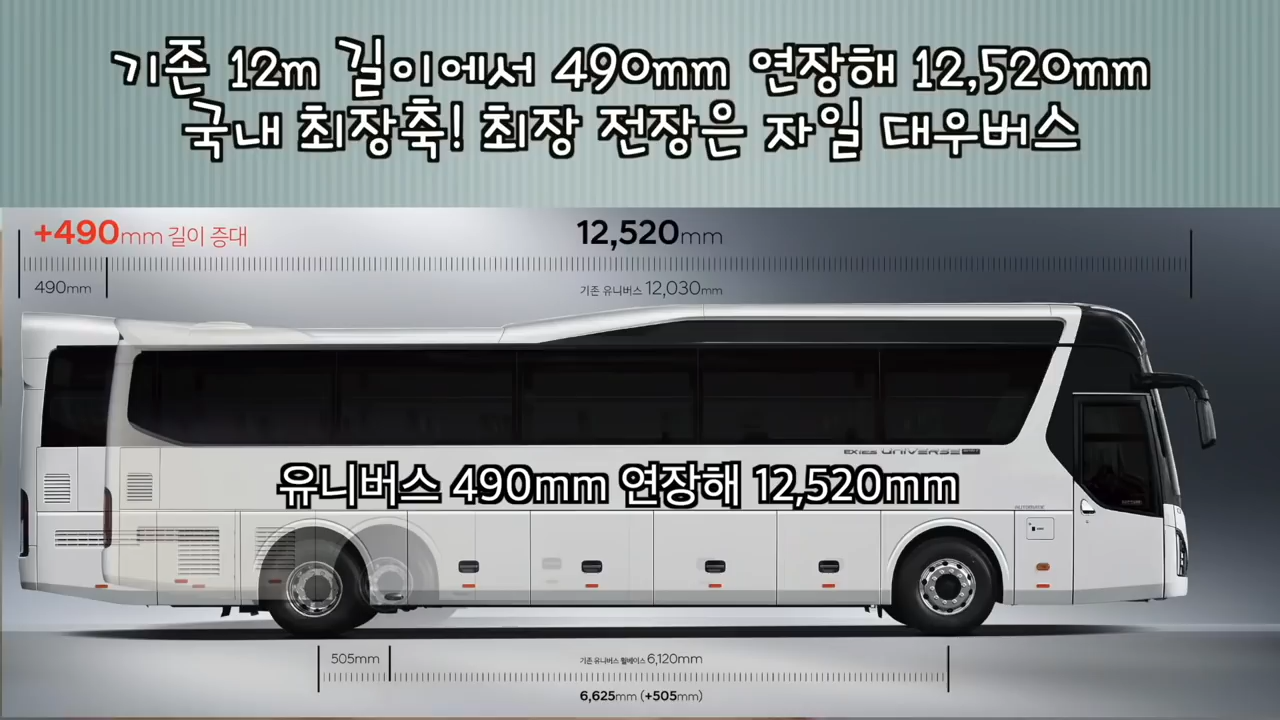 기존 12m 길이에서 490mm 연장해 12,520mm
국내 최장축! 최장 전장은 자일 대우버스
+490mm 길이 증대
12,520mm
490mm
기존 유니버스 12,030mm
UNIVERSE
유니버스 490mm 연장해 12,520mm
505mm
기존 유니버스 휠베이스 6,120mm
6,625mm (+505mm)